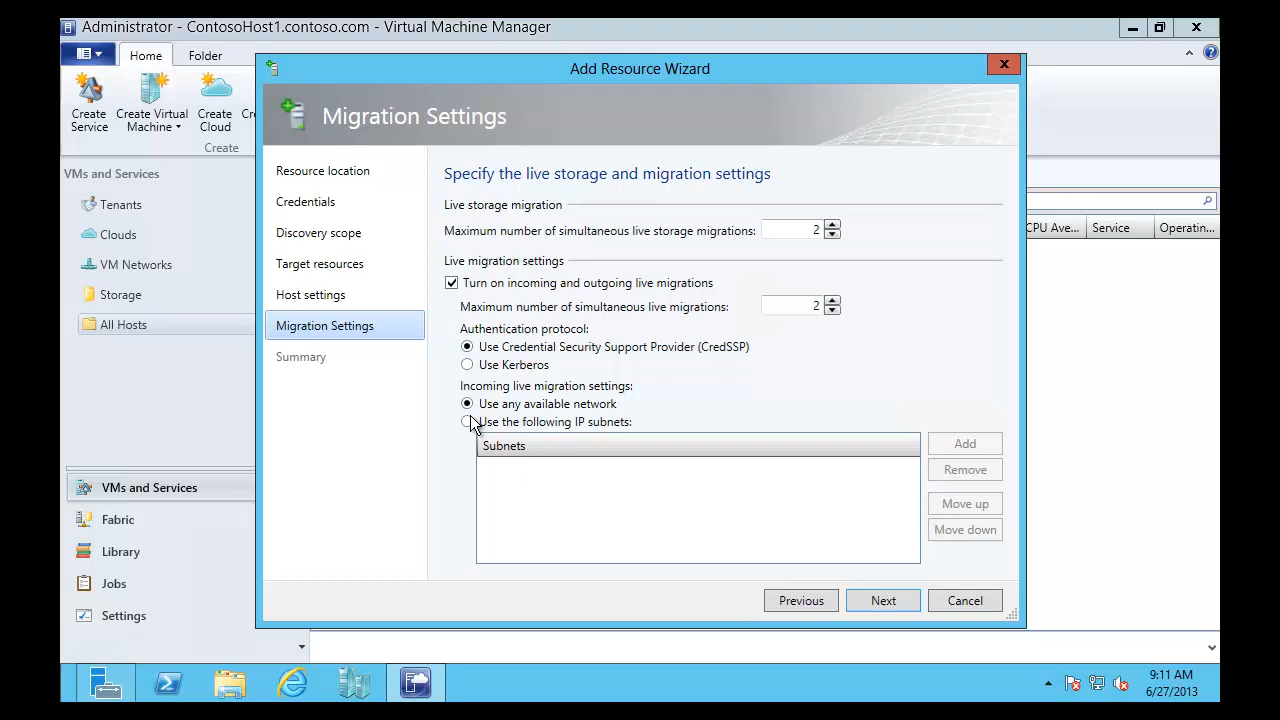 Administrator - ContosoHost1.contoso.com - Virtual Machine Manager
Home
Folder
Create Service
Create Virtual Machine
Create Cloud
Create
VMs and Services
Tenants
Clouds
VM Networks
Storage
All Hosts
VMs and Services
Fabric
Library
Jobs
Settings
Add Resource Wizard
Migration Settings
Resource location
Credentials
Discovery scope
Target resources
Host settings
Migration Settings
Summary
Specify the live storage and migration settings
Live storage migration
Maximum number of simultaneous live storage migrations: 2
Live migration settings
Turn on incoming and outgoing live migrations
Maximum number of simultaneous live migrations: 2
Authentication protocol:
Use Credential Security Support Provider (CredSSP)
Use Kerberos
Incoming live migration settings:
Use any available network
Use the following IP subnets:
Subnets
Add
Remove
Move up
Move down
Previous
Next
Cancel
CPU Ave... Service Operatin...
9:11 AM
6/27/2013